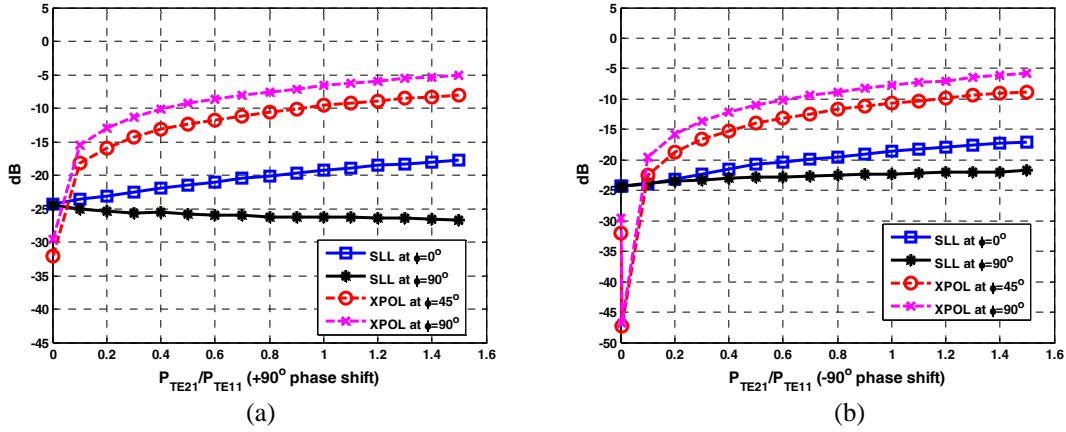 5
0
-5
-10
-15
-20
-25
-30
-35
-40
-45
dB
0 0.2 0.4 0.6 0.8 1 1.2 1.4 1.6
P_TE21/P_TE11 (+90° phase shift)
SLL at ϕ=0°
SLL at ϕ=90°
XPOL at ϕ=45°
XPOL at ϕ=90°
(a)
5
0
-5
-10
-15
-20
-25
-30
-35
-40
-45
-50
dB
0 0.2 0.4 0.6 0.8 1 1.2 1.4 1.6
P_TE21/P_TE11 (-90° phase shift)
SLL at ϕ=0°
SLL at ϕ=90°
XPOL at ϕ=45°
XPOL at ϕ=90°
(b)